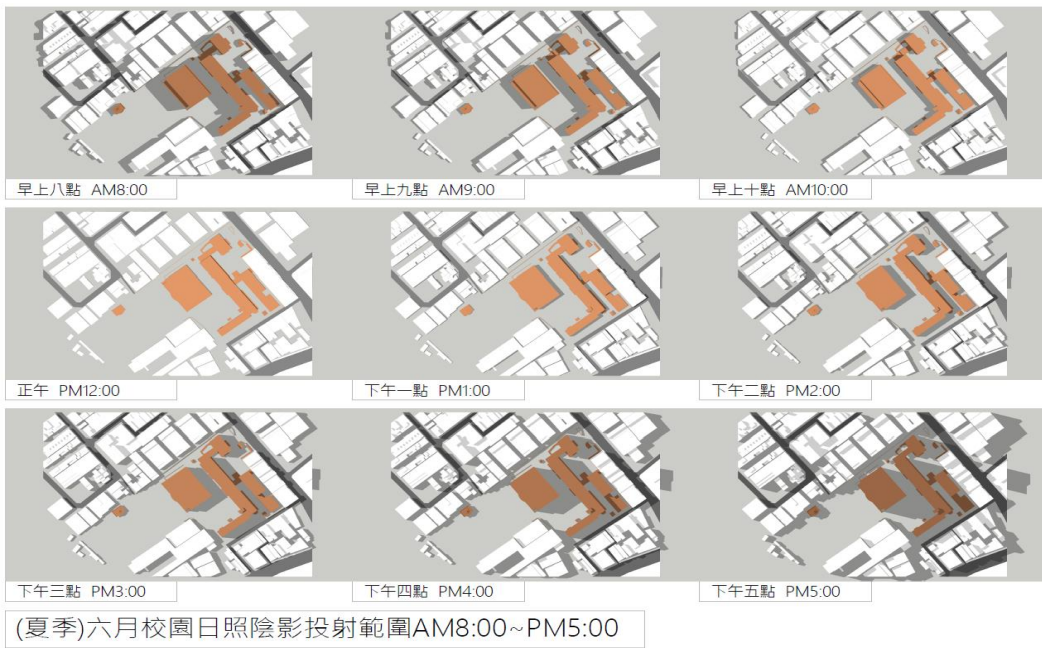 早上八點 AM8:00
早上九點 AM9:00
早上十點 AM10:00
正午 PM12:00
下午一點 PM1:00
下午二點 PM2:00
下午三點 PM3:00
下午四點 PM4:00
下午五點 PM5:00
(夏季)六月校園日照陰影投射範圍AM8:00~PM5:00